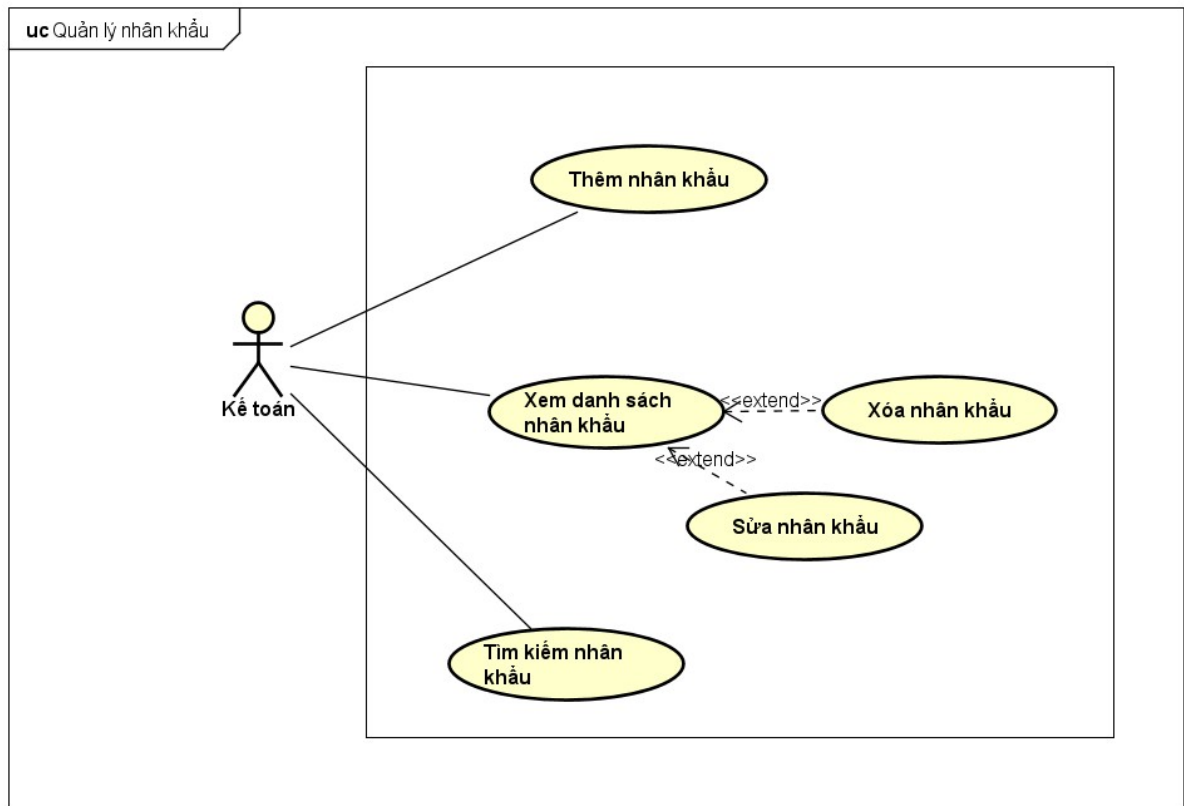 uc Quản lý nhân khẩu
Thêm nhân khẩu
Kế toán
Xem danh sách
nhân khẩu
<<extend>>
Xóa nhân khẩu
<<extend>>
Sửa nhân khẩu
Tìm kiếm nhân
khẩu